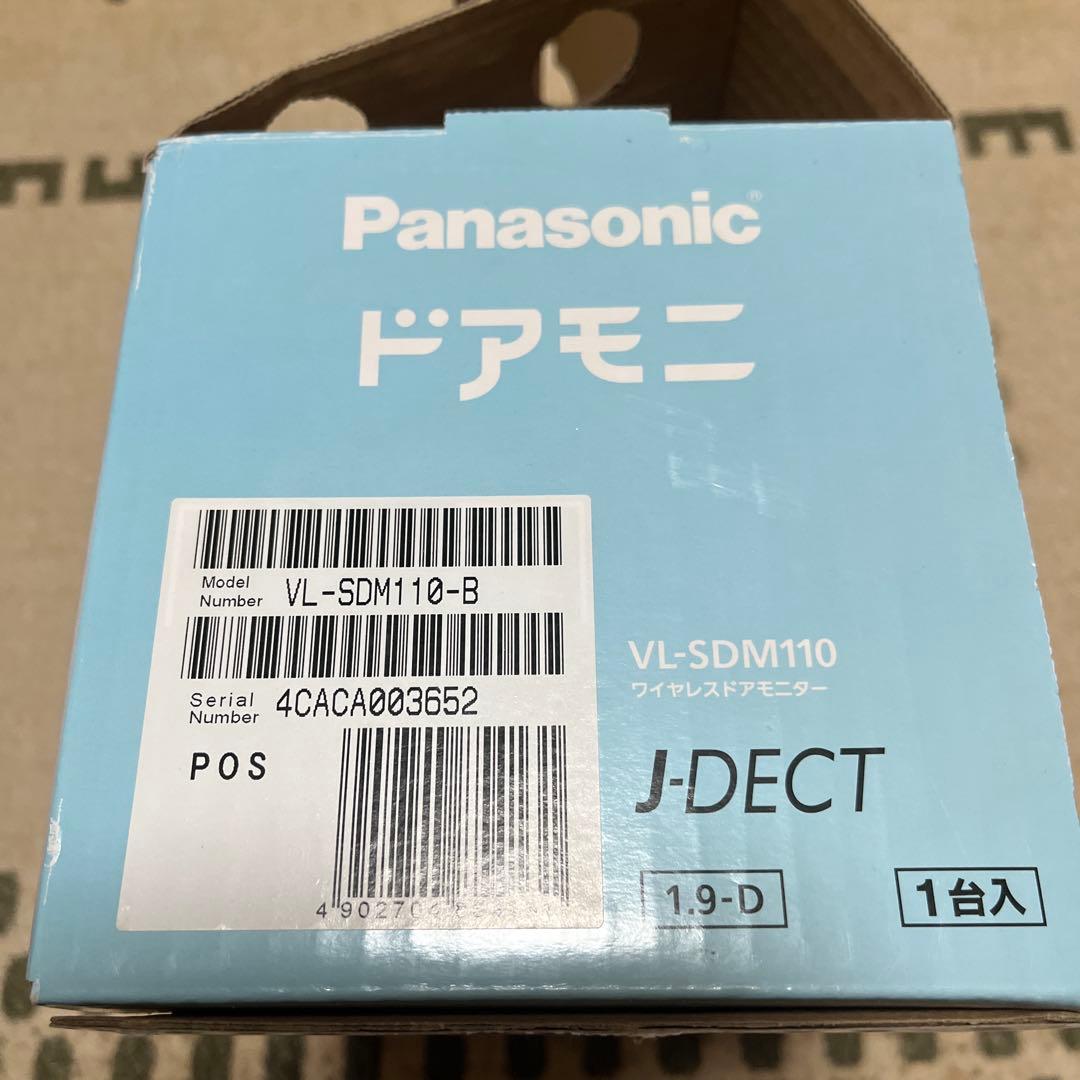 Panasonic®
ドアモニ
Model Number VL-SDM110-B
Serial Number 4CACA003652
POS
VL-SDM110
ワイヤレスドアモニター
J-DECT
1.9-D
1台入